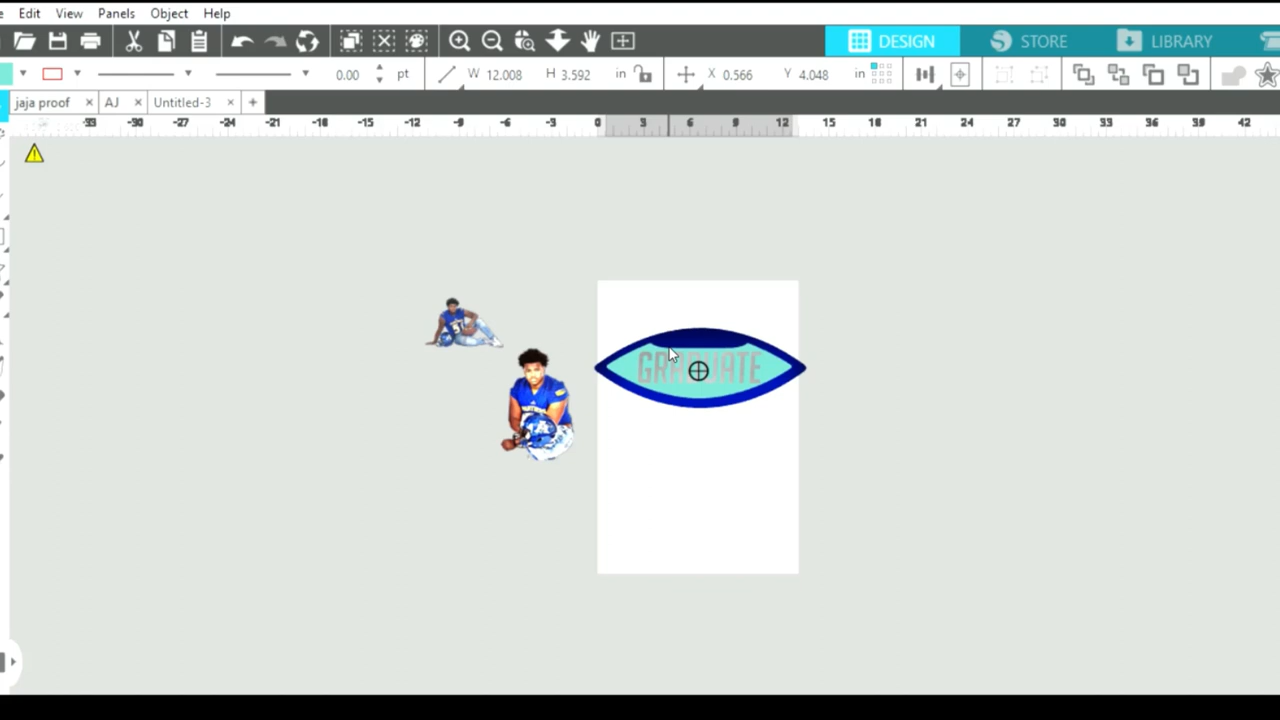 Edit View Panels Object Help
DESIGN STORE LIBRARY
0.00 pt W 12.008 H 3.592 in X 0.566 Y 4.048 in
jaja proof × AJ × Untitled-3 × +
-33 -30 -27 -24 -21 -18 -15 -12 -9 -6 -3 0 3 6 9 12 15 18 21 24 27 30 33 36 39 42
GRADUATE